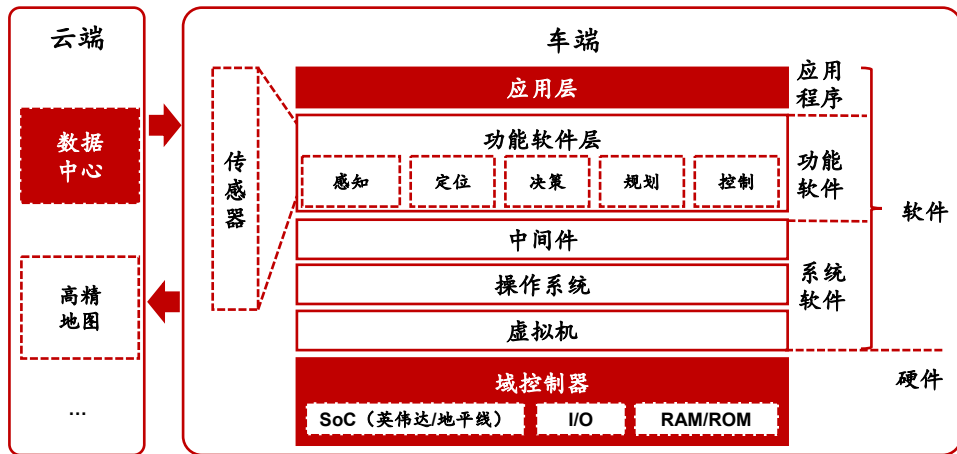 云端
数据
中心
高精
地图
...
车端
传
感
器
应用层
功能软件层
感知
定位
决策
规划
控制
中间件
操作系统
虚拟机
域控制器
SoC（英伟达/地平线）
I/O
RAM/ROM
应用
程序
功能
软件
系统
软件
软件
硬件